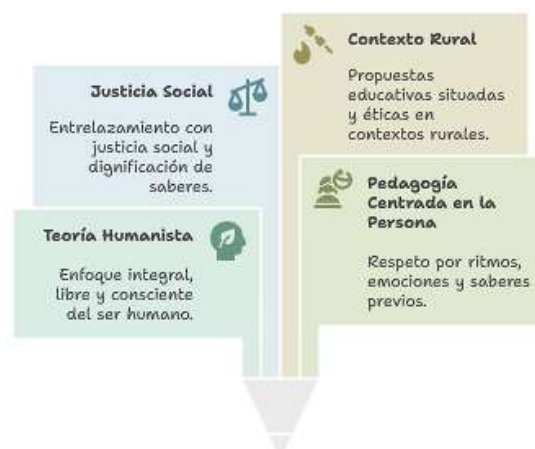 Contexto Rural
Propuestas
educativas situadas
y éticas en
contextos rurales.
Justicia Social
Entrelazamiento con
justicia social y
dignificación de
saberes.
Pedagogía
Centrada en la
Persona
Respeto por ritmos,
emociones y saberes
previos.
Teoría Humanista
Enfoque integral,
libre y consciente
del ser humano.